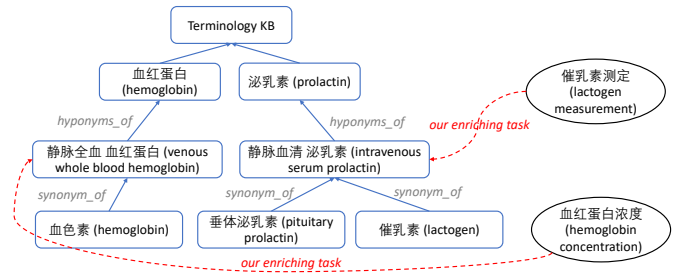 Terminology KB
血红蛋白
(hemoglobin)
泌乳素 (prolactin)
催乳素测定
(lactogen
measurement)
hyponyms_of
hyponyms_of
our enriching task
静脉全血 血红蛋白 (venous
whole blood hemoglobin)
静脉血清 泌乳素 (intravenous
serum prolactin)
synonym_of
synonym_of
synonym_of
血色素 (hemoglobin)
垂体泌乳素 (pituitary
prolactin)
催乳素 (lactogen)
血红蛋白浓度
(hemoglobin
concentration)
our enriching task